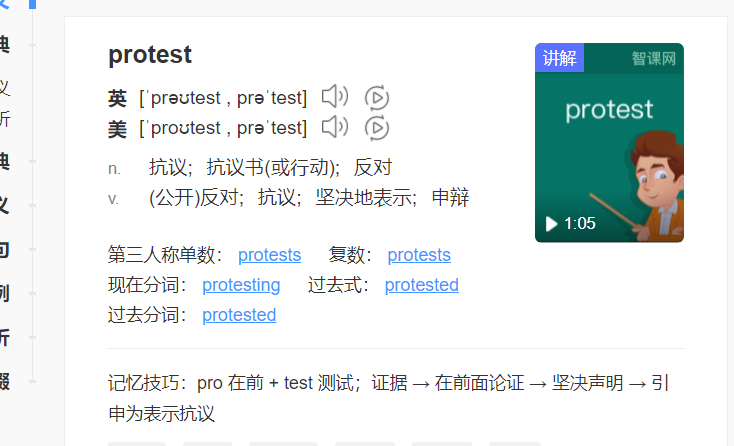 protest
讲解
智课网
protest
1:05
英 [ˈprəʊtest , prəˈtest]
美 [ˈproʊtest , prəˈtest]
n. 抗议；抗议书(或行动)；反对
v. (公开)反对；抗议；坚决地表示；申辩
第三人称单数： protests 复数： protests
现在分词： protesting 过去式： protested
过去分词： protested
记忆技巧：pro 在前 + test 测试；证据 → 在前面论证 → 坚决声明 → 引
申为表示抗议
典
义
析
典
义
句
例
析